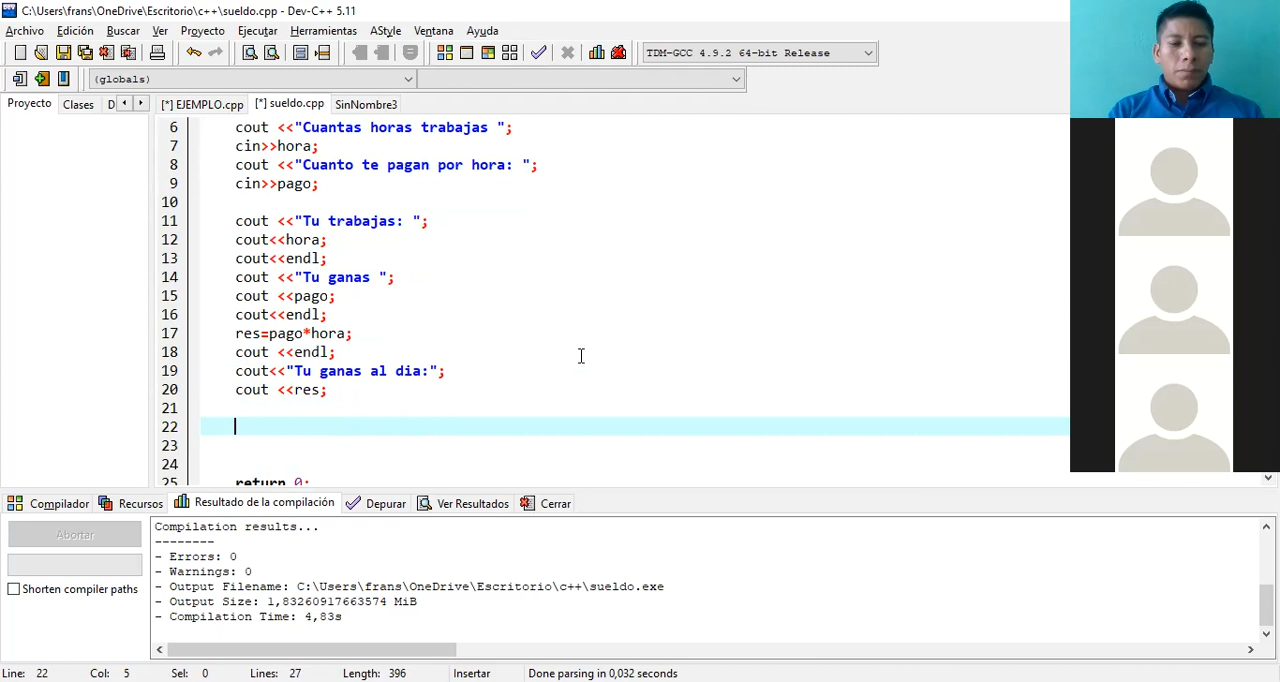 C:\Users\frans\OneDrive\Escritorio\c++\sueldo.cpp - Dev-C++ 5.11
Archivo Edición Buscar Ver Proyecto Ejecutar Herramientas AStyle Ventana Ayuda
TDM-GCC 4.9.2 64-bit Release
(globals)
Proyecto Clases D [*] EJEMPLO.cpp [*] sueldo.cpp SinNombre3
6 cout <<"Cuantas horas trabajas ";
7 cin>>hora;
8 cout <<"Cuanto te pagan por hora: ";
9 cin>>pago;
10
11 cout <<"Tu trabajas: ";
12 cout<<hora;
13 cout<<endl;
14 cout <<"Tu ganas ";
15 cout <<pago;
16 cout<<endl;
17 res=pago*hora;
18 cout <<endl;
19 cout<<"Tu ganas al dia:";
20 cout <<res;
21
22
23
24
25 return 0;
Compilador Recursos Resultado de la compilación Depurar Ver Resultados Cerrar
Abortar
Shorten compiler paths
Compilation results...
--------
- Errors: 0
- Warnings: 0
- Output Filename: C:\Users\frans\OneDrive\Escritorio\c++\sueldo.exe
- Output Size: 1,83260917663574 MiB
- Compilation Time: 4,83s
Line: 22 Col: 5 Sel: 0 Lines: 27 Length: 396 Insertar Done parsing in 0,032 seconds